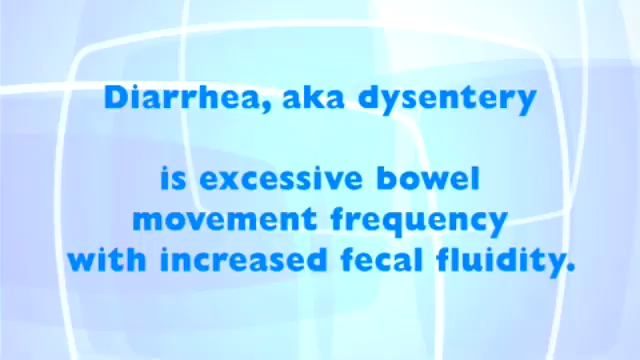 Diarrhea, aka dysentery
is excessive bowel
movement frequency
with increased fecal fluidity.